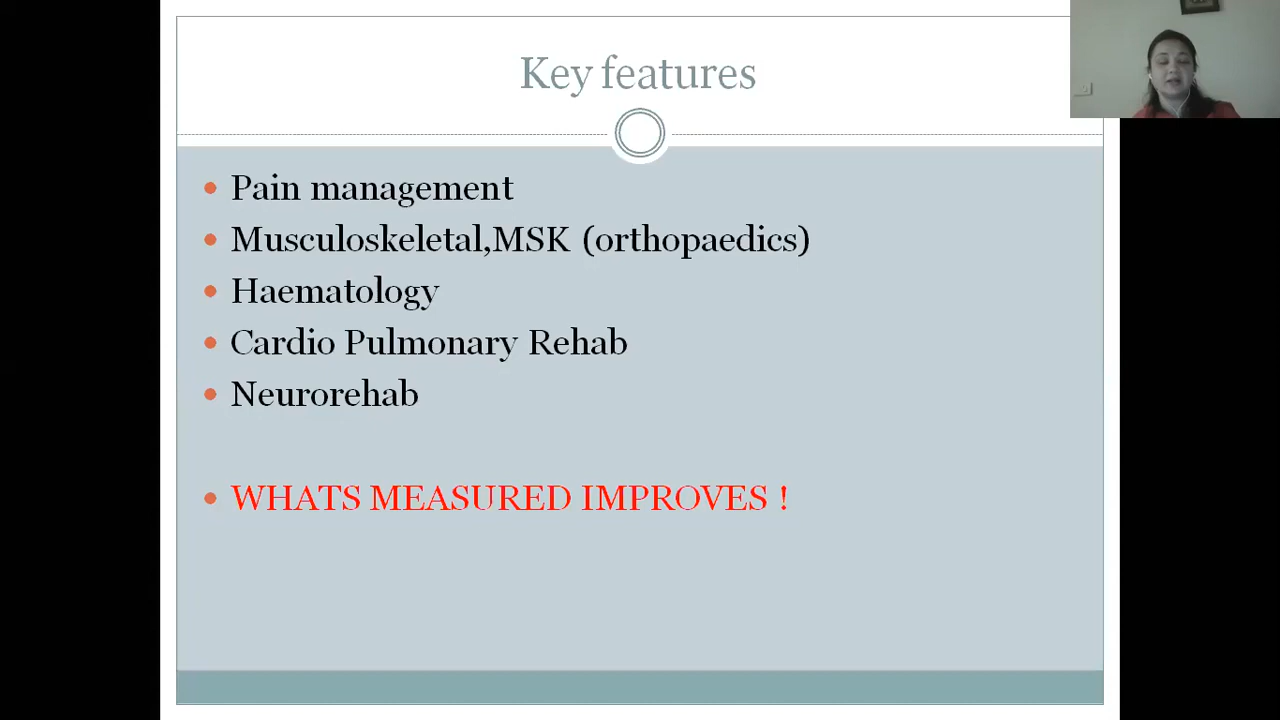 Key features
Pain management
Musculoskeletal,MSK (orthopaedics)
Haematology
Cardio Pulmonary Rehab
Neurorehab
WHATS MEASURED IMPROVES !